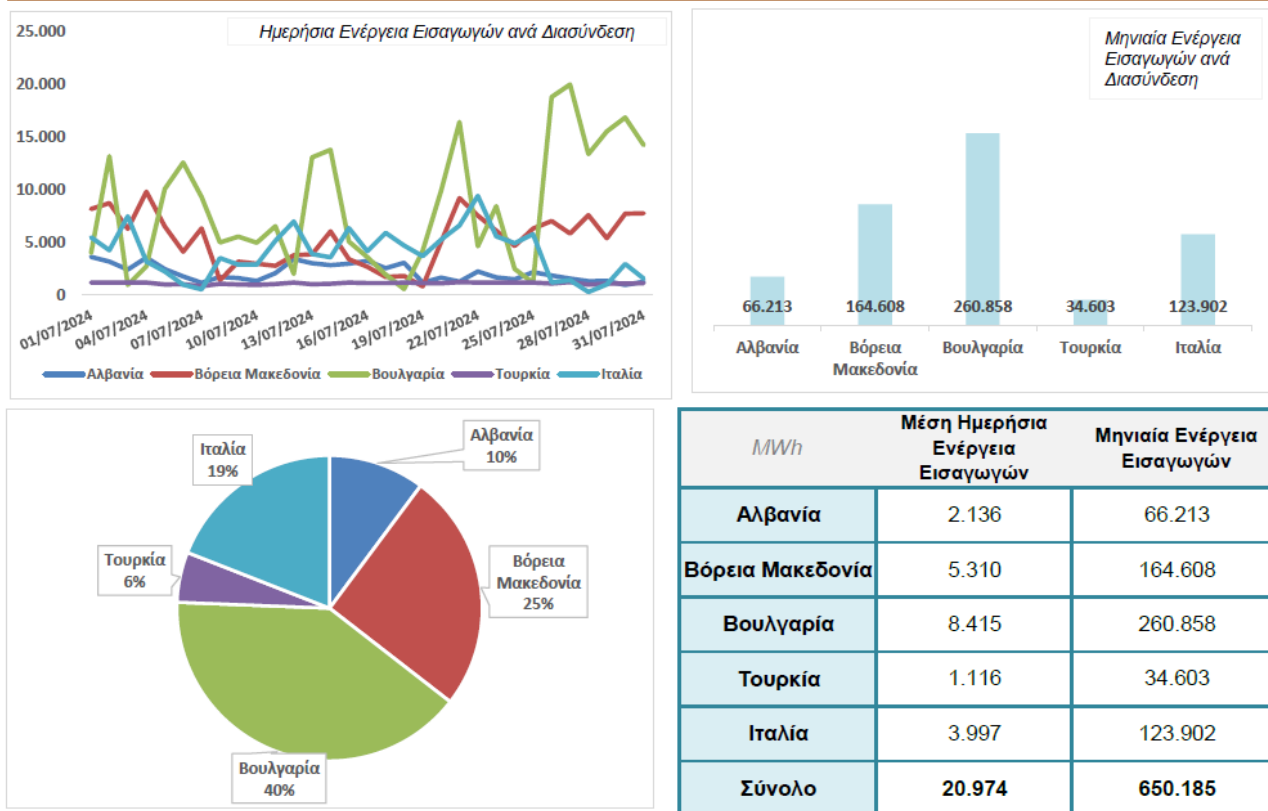 Ημερήσια Ενέργεια Εισαγωγών ανά Διασύνδεση
25.000
20.000
15.000
10.000
5.000
0
01/07/2024
04/07/2024
07/07/2024
10/07/2024
13/07/2024
16/07/2024
19/07/2024
22/07/2024
25/07/2024
28/07/2024
31/07/2024
Αλβανία Βόρεια Μακεδονία Βουλγαρία Τουρκία Ιταλία
Μηνιαία Ενέργεια
Εισαγωγών ανά
Διασύνδεση
66.213 164.608 260.858 34.603 123.902
Αλβανία Βόρεια Βουλγαρία Τουρκία Ιταλία
Μακεδονία
Αλβανία
10%
Βόρεια
Μακεδονία
25%
Βουλγαρία
40%
Τουρκία
6%
Ιταλία
19%
MWh
Μέση Ημερήσια
Ενέργεια
Εισαγωγών
Μηνιαία Ενέργεια
Εισαγωγών
Αλβανία 2.136 66.213
Βόρεια Μακεδονία 5.310 164.608
Βουλγαρία 8.415 260.858
Τουρκία 1.116 34.603
Ιταλία 3.997 123.902
Σύνολο 20.974 650.185